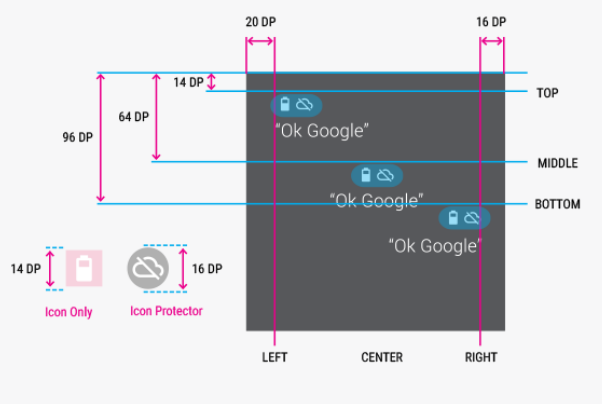 20 DP
16 DP
14 DP
TOP
64 DP
96 DP
“Ok Google”
MIDDLE
“Ok Google”
BOTTOM
“Ok Google”
14 DP
16 DP
Icon Only
Icon Protector
LEFT
CENTER
RIGHT